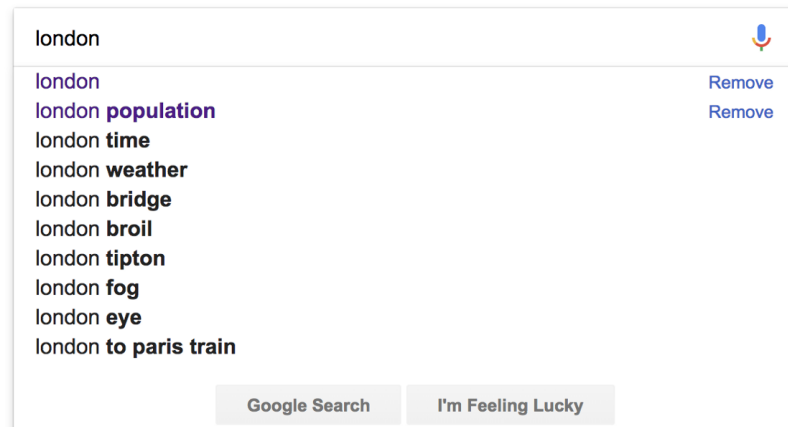 london
london Remove
london population Remove
london time
london weather
london bridge
london broil
london tipton
london fog
london eye
london to paris train
Google Search I'm Feeling Lucky